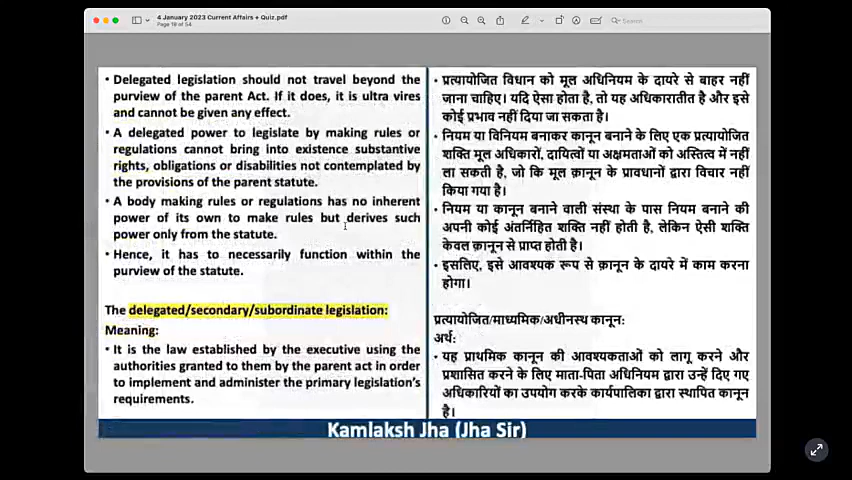 4 January 2023 Current Affairs + Quiz.pdf
Page 19 of 54
Search
• Delegated legislation should not travel beyond the
purview of the parent Act. If it does, it is ultra vires
and cannot be given any effect.
• A delegated power to legislate by making rules or
regulations cannot bring into existence substantive
rights, obligations or disabilities not contemplated by
the provisions of the parent statute.
• A body making rules or regulations has no inherent
power of its own to make rules but derives such
power only from the statute.
• Hence, it has to necessarily function within the
purview of the statute.
The delegated/secondary/subordinate legislation:
Meaning:
• It is the law established by the executive using the
authorities granted to them by the parent act in order
to implement and administer the primary legislation's
requirements.
• प्रत्यायोजित विधान को मूल अधिनियम के दायरे से बाहर नहीं
जाना चाहिए। यदि ऐसा होता है, तो यह अधिकारातीत है और इसे
कोई प्रभाव नहीं दिया जा सकता है।
• नियम या विनियम बनाकर कानून बनाने के लिए एक प्रत्यायोजित
शक्ति मूल अधिकारों, दायित्वों या अक्षमताओं को अस्तित्व में नहीं
ला सकती है, जो कि मूल क़ानून के प्रावधानों द्वारा विचार नहीं
किया गया है।
• नियम या कानून बनाने वाली संस्था के पास नियम बनाने की
अपनी कोई अंतर्निहित शक्ति नहीं होती है, लेकिन ऐसी शक्ति
केवल क़ानून से प्राप्त होती है।
• इसलिए, इसे आवश्यक रूप से क़ानून के दायरे में काम करना
होगा।
प्रत्यायोजित/माध्यमिक/अधीनस्थ कानून:
अर्थ:
• यह प्राथमिक कानून की आवश्यकताओं को लागू करने और
प्रशासित करने के लिए माता-पिता अधिनियम द्वारा उन्हें दिए गए
अधिकारियों का उपयोग करके कार्यपालिका द्वारा स्थापित कानून
है।
Kamlaksh Jha (Jha Sir)